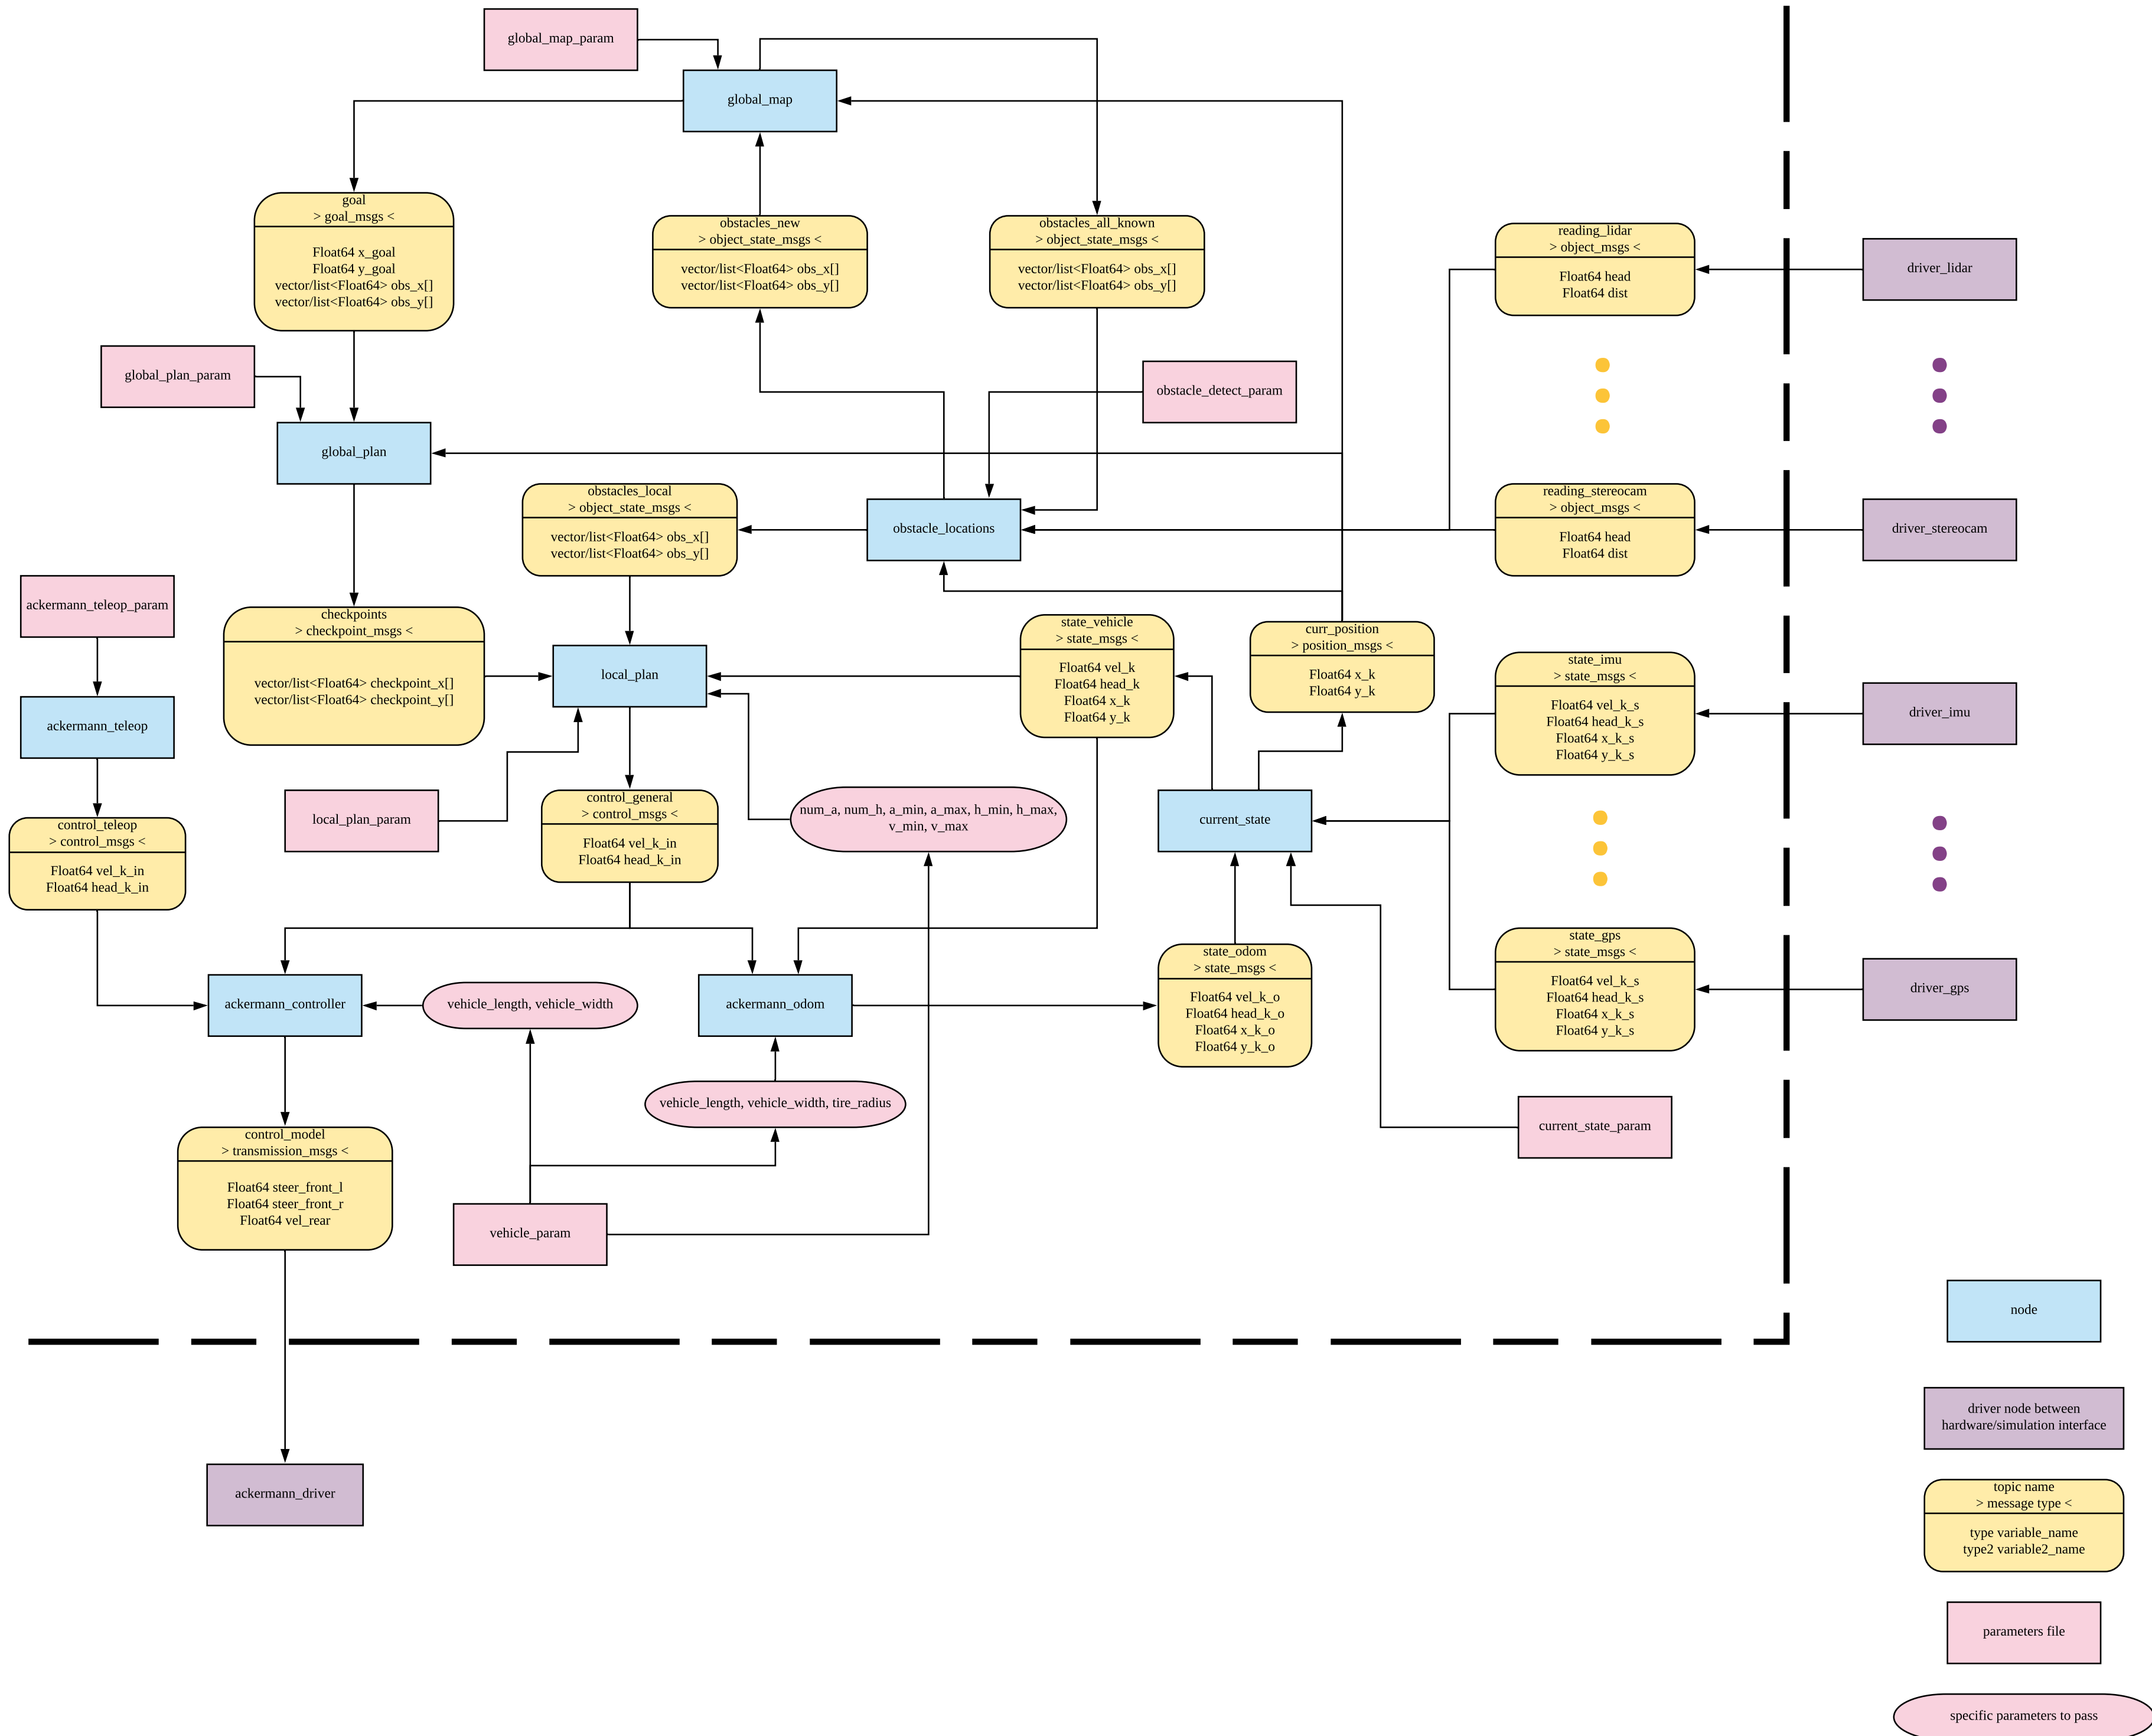 global_map_param
global_map
goal
> goal_msgs <
Float64 x_goal
Float64 y_goal
vector/list<Float64> obs_x[]
vector/list<Float64> obs_y[]
obstacles_new
> object_state_msgs <
vector/list<Float64> obs_x[]
vector/list<Float64> obs_y[]
obstacles_all_known
> object_state_msgs <
vector/list<Float64> obs_x[]
vector/list<Float64> obs_y[]
reading_lidar
> object_msgs <
Float64 head
Float64 dist
driver_lidar
global_plan_param
obstacle_detect_param
global_plan
obstacles_local
> object_state_msgs <
vector/list<Float64> obs_x[]
vector/list<Float64> obs_y[]
obstacle_locations
reading_stereocam
> object_msgs <
Float64 head
Float64 dist
driver_stereocam
ackermann_teleop_param
checkpoints
> checkpoint_msgs <
vector/list<Float64> checkpoint_x[]
vector/list<Float64> checkpoint_y[]
local_plan
state_vehicle
> state_msgs <
Float64 vel_k
Float64 head_k
Float64 x_k
Float64 y_k
curr_position
> position_msgs <
Float64 x_k
Float64 y_k
state_imu
> state_msgs <
Float64 vel_k_s
Float64 head_k_s
Float64 x_k_s
Float64 y_k_s
driver_imu
ackermann_teleop
control_teleop
> control_msgs <
Float64 vel_k_in
Float64 head_k_in
local_plan_param
control_general
> control_msgs <
Float64 vel_k_in
Float64 head_k_in
num_a, num_h, a_min, a_max, h_min, h_max,
v_min, v_max
current_state
ackermann_controller
vehicle_length, vehicle_width
ackermann_odom
state_odom
> state_msgs <
Float64 vel_k_o
Float64 head_k_o
Float64 x_k_o
Float64 y_k_o
state_gps
> state_msgs <
Float64 vel_k_s
Float64 head_k_s
Float64 x_k_s
Float64 y_k_s
driver_gps
vehicle_length, vehicle_width, tire_radius
current_state_param
control_model
> transmission_msgs <
Float64 steer_front_l
Float64 steer_front_r
Float64 vel_rear
vehicle_param
ackermann_driver
node
driver node between
hardware/simulation interface
topic name
> message type <
type variable_name
type2 variable2_name
parameters file
specific parameters to pass